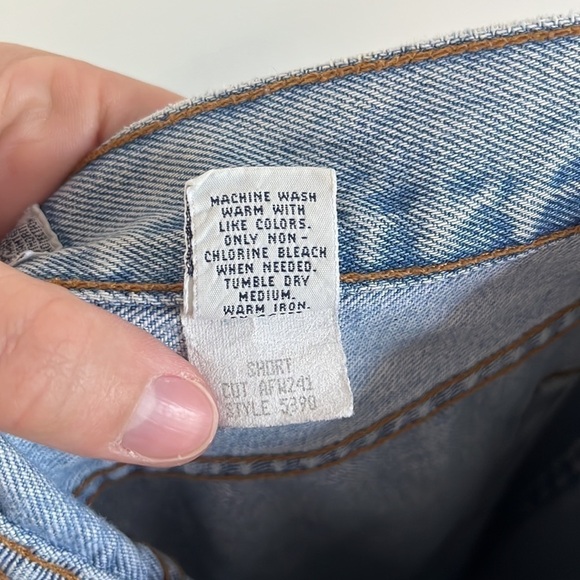 MACHINE WASH
WARM WITH
LIKE COLORS.
ONLY NON-
CHLORINE BLEACH
WHEN NEEDED.
TUMBLE DRY
MEDIUM.
WARM IRON.
SHORT
CUT AFW241
STYLE 5390